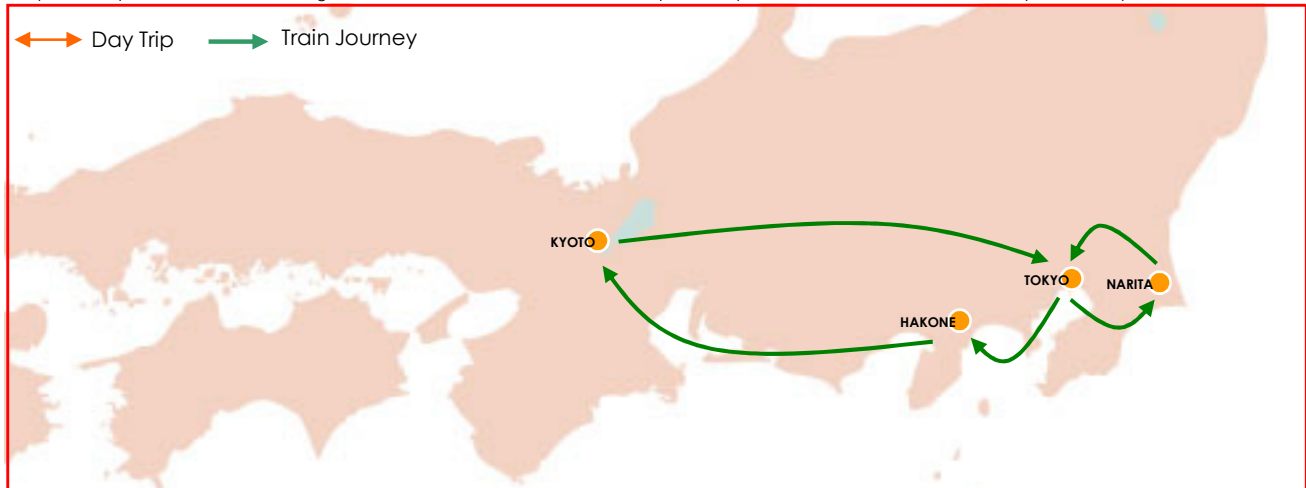 Day Trip
Train Journey
KYOTO
TOKYO
NARITA
HAKONE